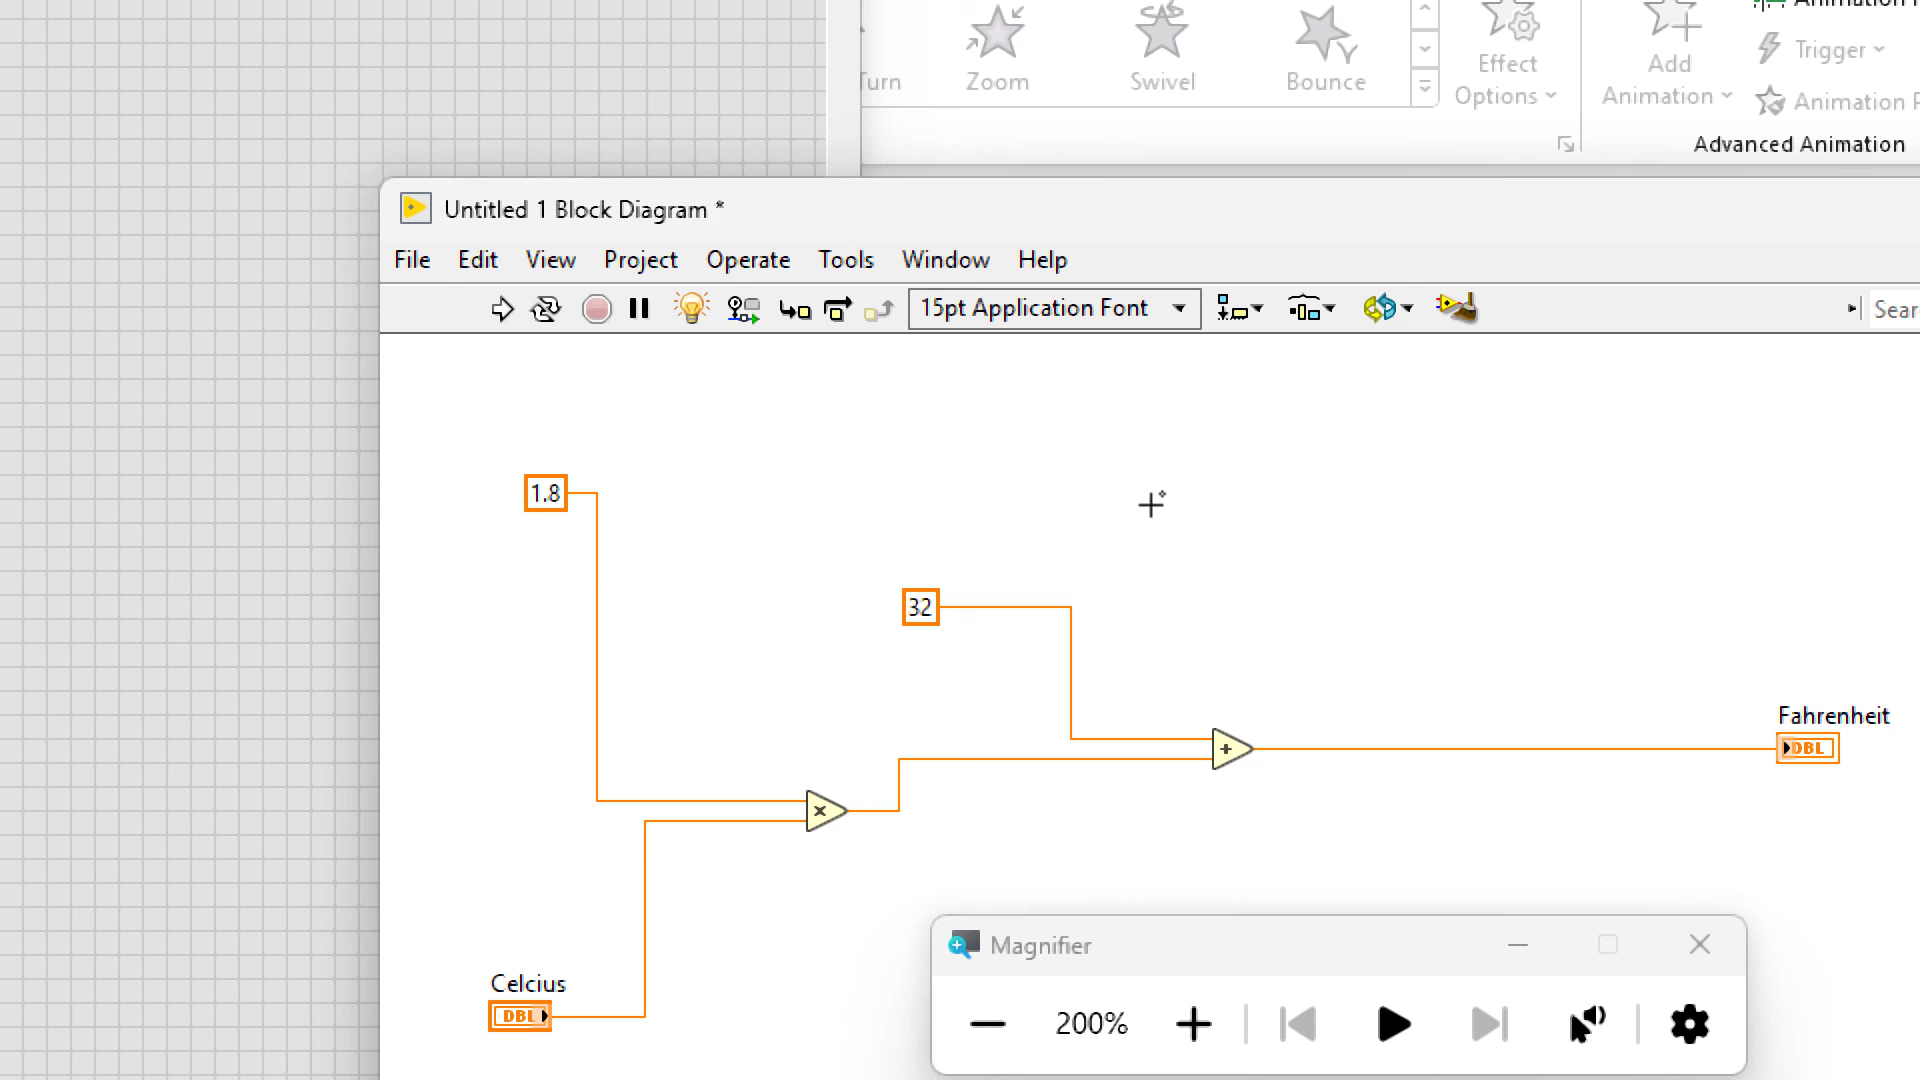 Turn
Zoom
Swivel
Bounce
Effect
Options
Add
Animation
Trigger
Animation
Advanced Animation
Untitled 1 Block Diagram *
File Edit View Project Operate Tools Window Help
15pt Application Font
Sear
1.8
32
+
x
Fahrenheit
DBL
Celcius
DBL
Magnifier
200%